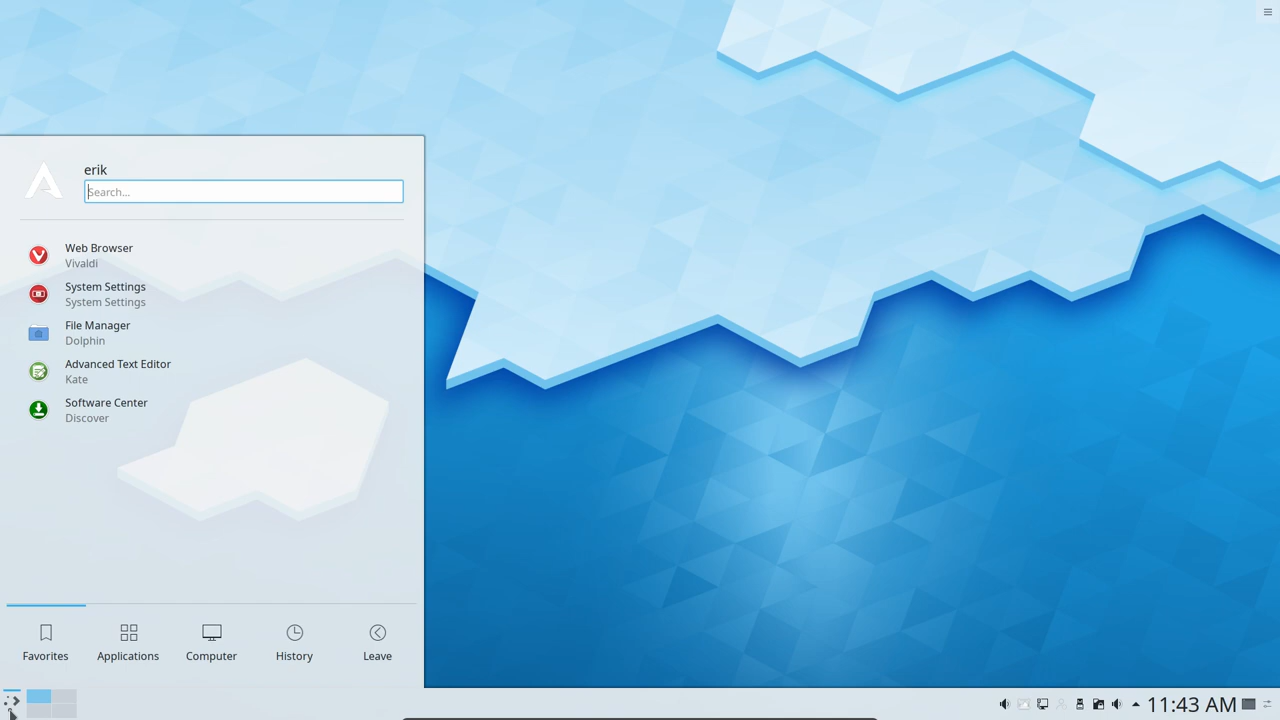 erik
Search...
Web Browser
Vivaldi
System Settings
System Settings
File Manager
Dolphin
Advanced Text Editor
Kate
Software Center
Discover
Favorites
Applications
Computer
History
Leave
11:43 AM